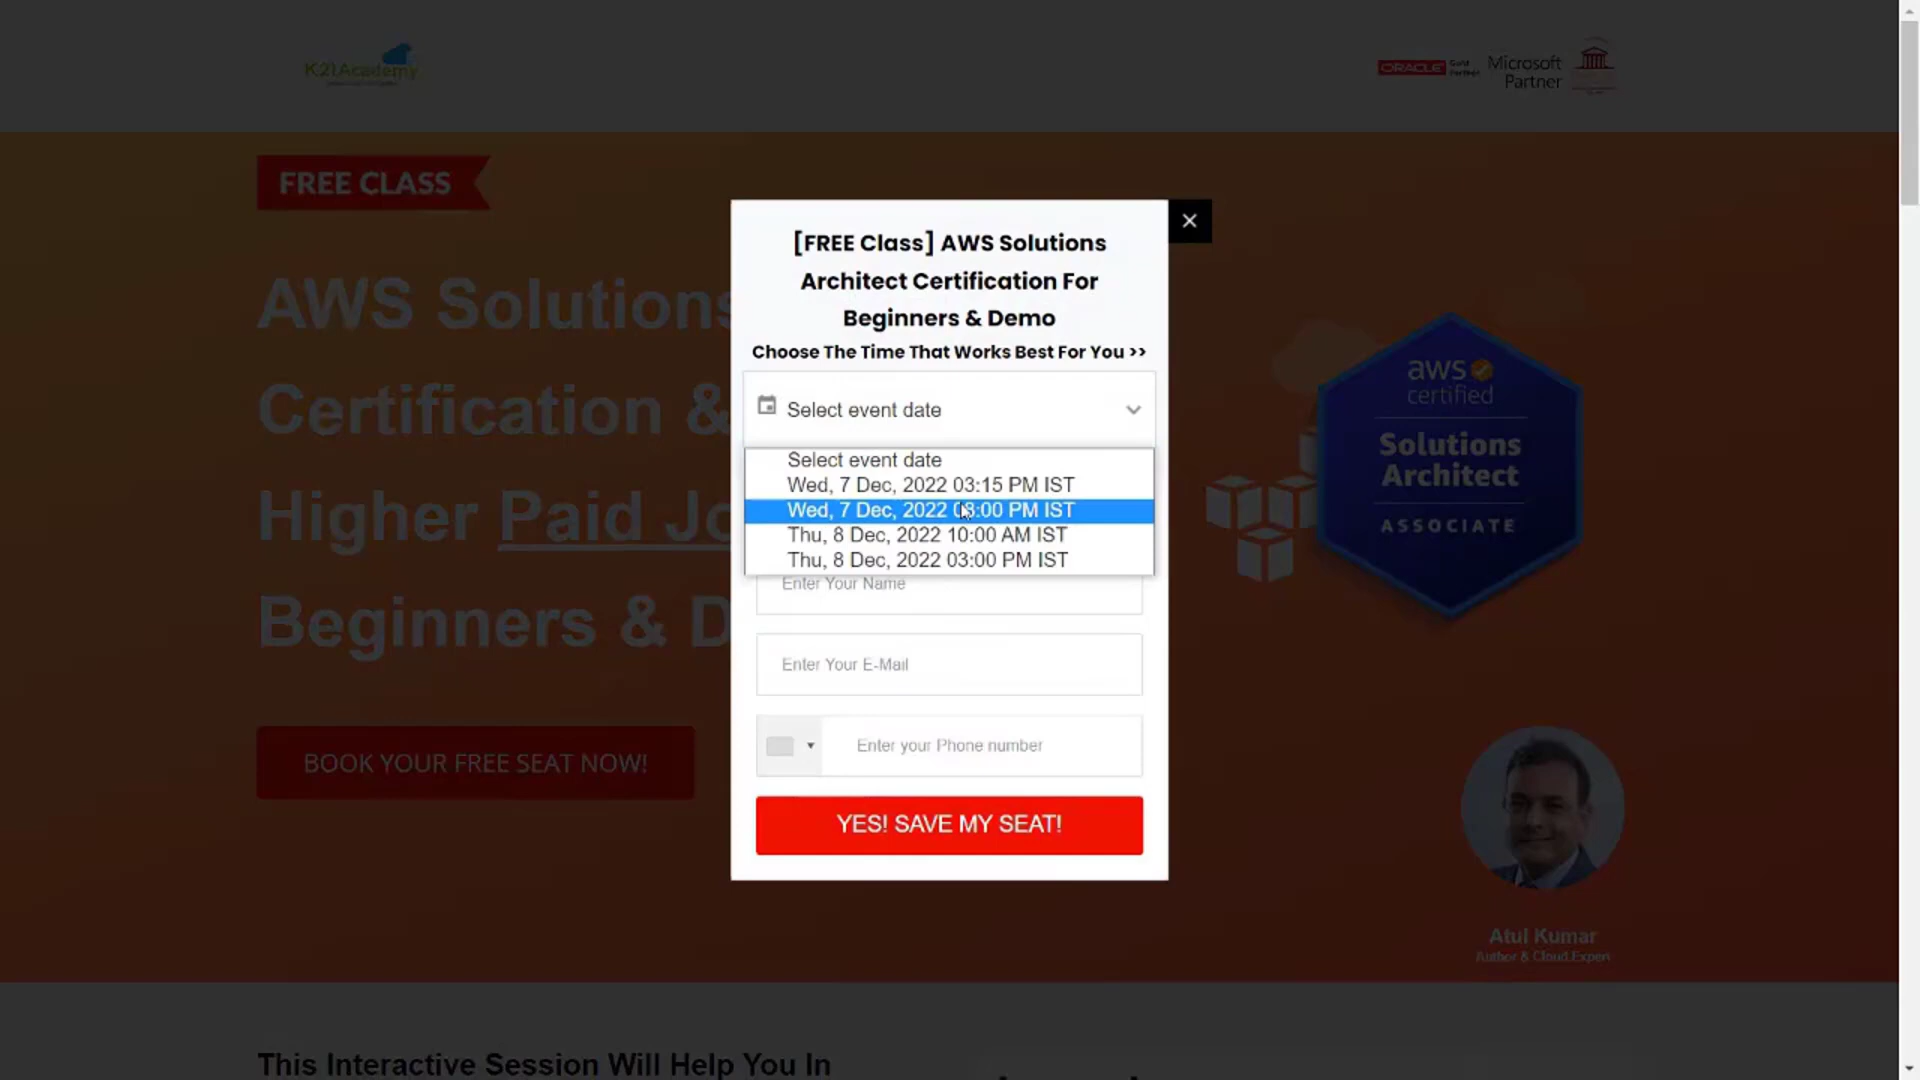 K21Academy
ORACLE Gold Partner
Microsoft Partner
FREE CLASS
AWS Solutions
Certification &
Higher Paid Jo
Beginners & D
BOOK YOUR FREE SEAT NOW!
[FREE Class] AWS Solutions
Architect Certification For
Beginners & Demo
Choose The Time That Works Best For You >>
Select event date
Select event date
Wed, 7 Dec, 2022 03:15 PM IST
Wed, 7 Dec, 2022 08:00 PM IST
Thu, 8 Dec, 2022 10:00 AM IST
Thu, 8 Dec, 2022 03:00 PM IST
Enter Your Name
Enter Your E-Mail
Enter your Phone number
YES! SAVE MY SEAT!
aws
certified
Solutions
Architect
ASSOCIATE
Atul Kumar
Author & Cloud Expert
This Interactive Session Will Help You In